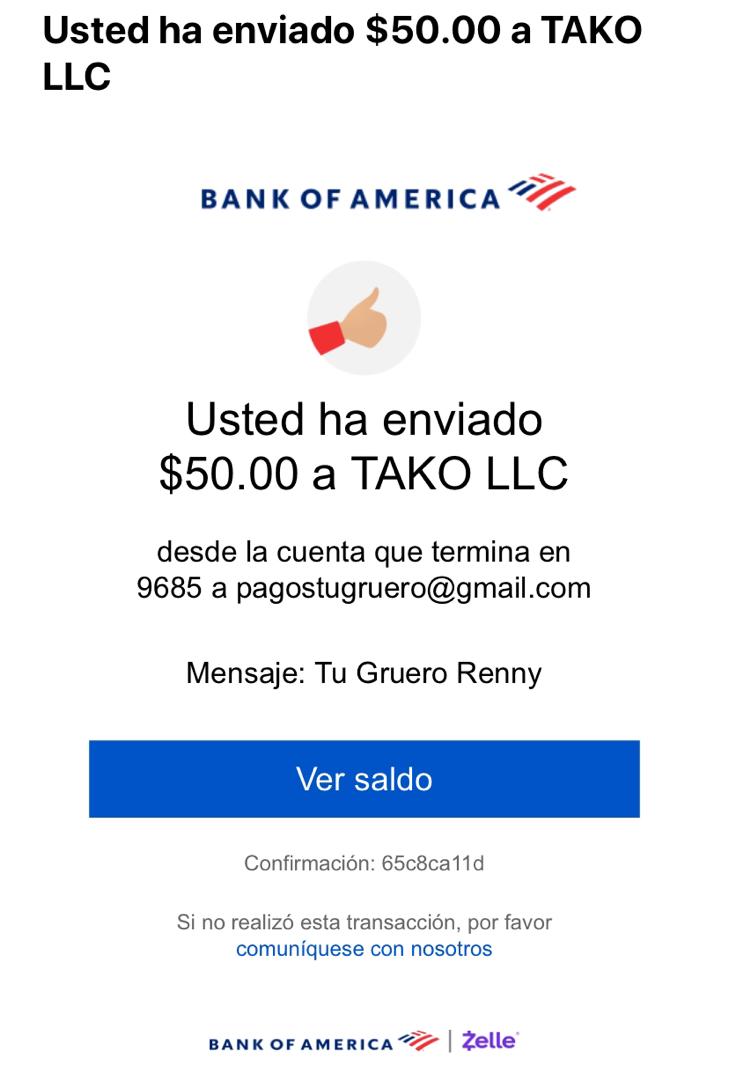 Usted ha enviado $50.00 a TAKO
LLC
BANK OF AMERICA
Usted ha enviado
$50.00 a TAKO LLC
desde la cuenta que termina en
9685 a pagostugruero@gmail.com
Mensaje: Tu Gruero Renny
Ver saldo
Confirmación: 65c8ca11d
Si no realizó esta transacción, por favor
comuníquese con nosotros
BANK OF AMERICA | Zelle